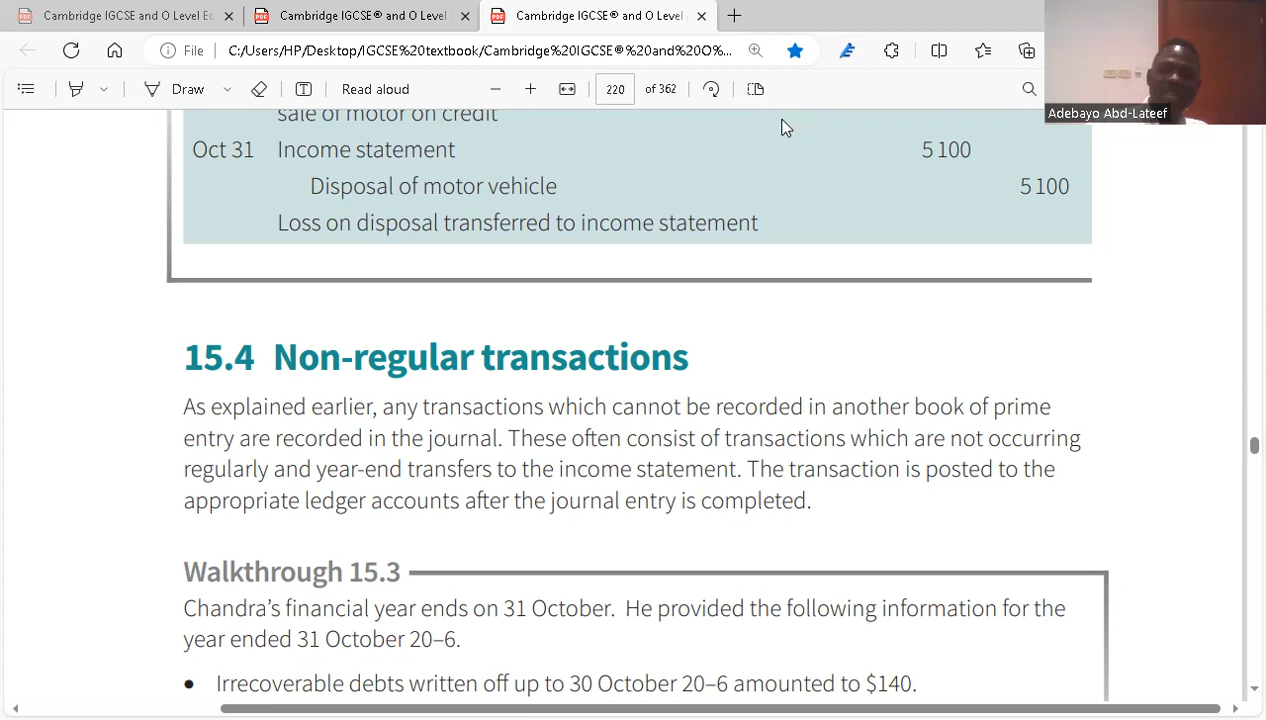 Cambridge IGCSE and O Level Ec
Cambridge IGCSE® and O Level
Cambridge IGCSE® and O Level
File
C:/Users/HP/Desktop/IGCSE%20textbook/Cambridge%20IGCSE®%20and%20O%...
Draw
Read aloud
220 of 362
Adebayo Abd-Lateef
sale of motor on credit
Oct 31 Income statement 5 100
Disposal of motor vehicle 5 100
Loss on disposal transferred to income statement
15.4 Non-regular transactions
As explained earlier, any transactions which cannot be recorded in another book of prime
entry are recorded in the journal. These often consist of transactions which are not occurring
regularly and year-end transfers to the income statement. The transaction is posted to the
appropriate ledger accounts after the journal entry is completed.
Walkthrough 15.3
Chandra's financial year ends on 31 October. He provided the following information for the
year ended 31 October 20–6.
• Irrecoverable debts written off up to 30 October 20–6 amounted to $140.